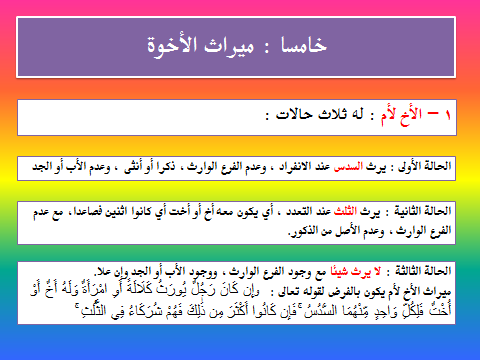 خامسا : ميراث الأخوة
١ – الأخ لأم : له ثلاث حالات :
الحالة الأولى : يرث السدس عند الانفراد ، وعدم الفرع الوارث ، ذكرا أو أنثى ، وعدم الأب أو الجد
الحالة الثانية : يرث الثلث عند التعدد ، أي يكون معه أخ أو أخت أي كانوا اثنين فصاعدا، مع عدم
الفرع الوارث ، وعدم الأصل من الذكور.
الحالة الثالثة : لا يرث شيئا مع وجود الفرع الوارث ، ووجود الأب أو الجد وإن علا.
ميراث الأخ لأم يكون بالفرض لقوله تعالى : وإن كَانَ رَجُلٌ يُورَثُ كَلَالَةً أَوِ امْرَأَةٌ وَلَهُ أَخٌ أَوْ
أُخْتٌ فَلِكُلِّ وَاحِدٍ مِّنْهُمَا السُّدُسُ ۚ فَإِن كَانُوا أَكْثَرَ مِن ذَٰلِكَ فَهُمْ شُرَكَاءُ فِي الثُّلُثِ ۚ